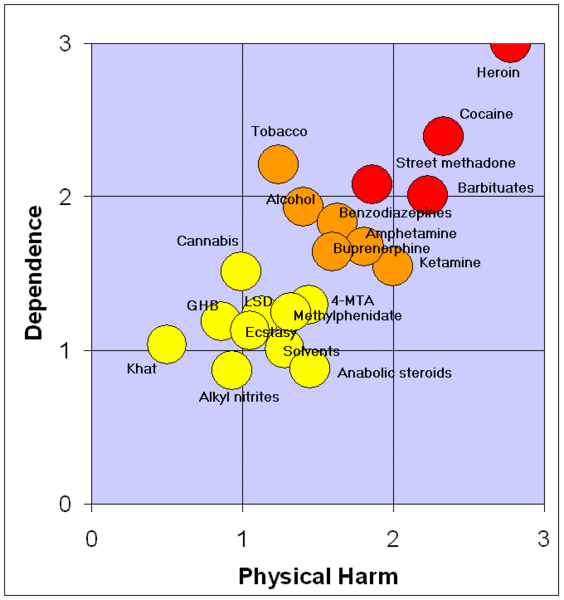 3
Heroin
Cocaine
Tobacco
Street methadone
2
Barbituates
Alcohol
Benzodiazepines
Amphetamine
Cannabis
Buprenerphine
Ketamine
GHB
LSD
4-MTA
Methylphenidate
Ecstasy
1
Solvents
Khat
Anabolic steroids
Alkyl nitrites
0
0 1 2 3
Physical Harm
Dependence